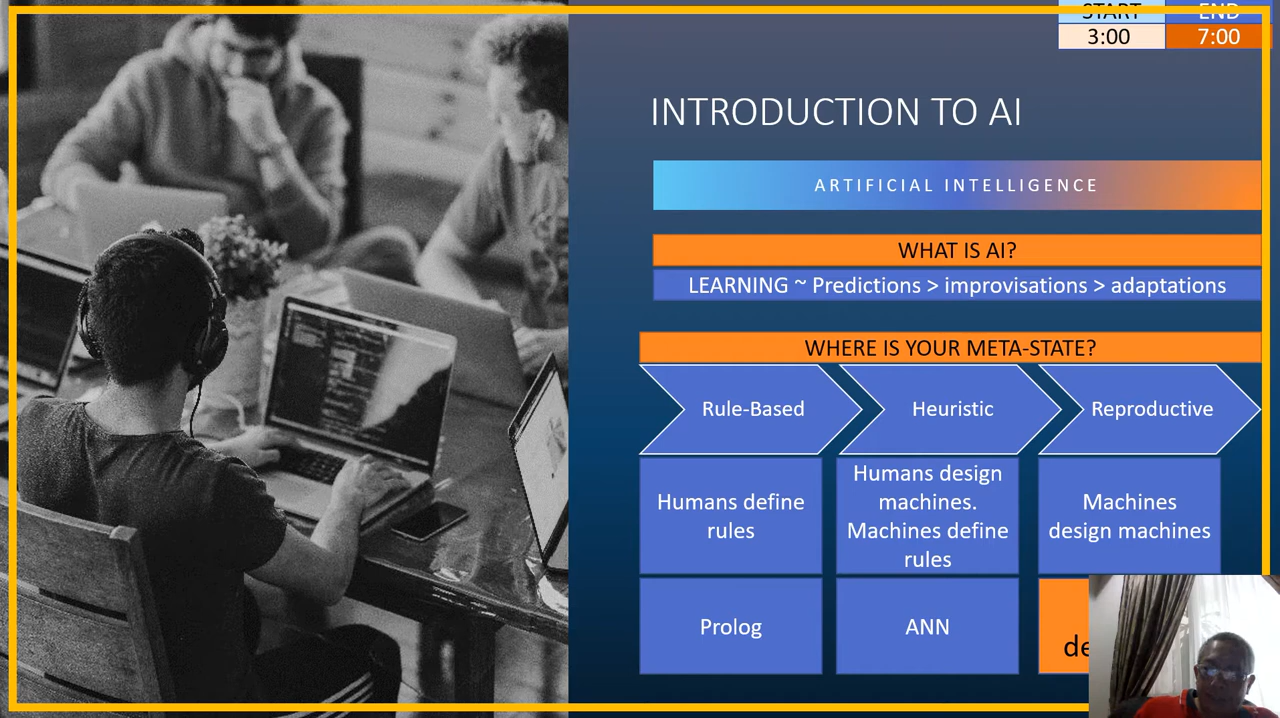 START END
3:00 7:00
INTRODUCTION TO AI
ARTIFICIAL INTELLIGENCE
WHAT IS AI?
LEARNING ~ Predictions > improvisations > adaptations
WHERE IS YOUR META-STATE?
Rule-Based
Heuristic
Reproductive
Humans define
rules
Humans design
machines.
Machines define
rules
Machines
design machines
Prolog
ANN